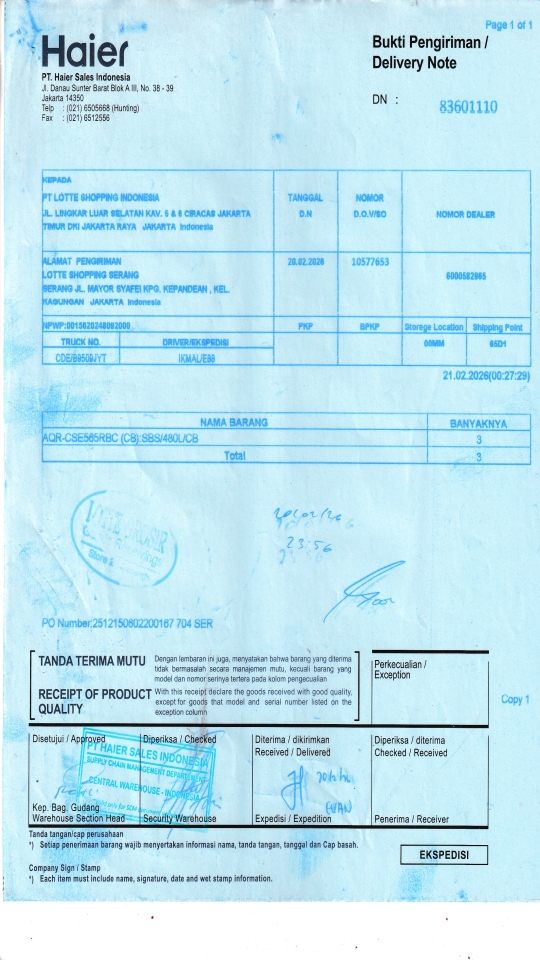 Page 1 of 1
Haier
Bukti Pengiriman /
Delivery Note
PT. Haier Sales Indonesia
Jl. Danau Sunter Barat Blok A III, No. 38 - 39
Jakarta 14350
Telp : (021) 6505668 (Hunting)
Fax : (021) 6512556
DN : 83601110
KEPADA
PT LOTTE SHOPPING INDONESIA
JL. LINGKAR LUAR SELATAN KAV. 6 & 6 CIRACAS JAKARTA
TIMUR DKI JAKARTA RAYA JAKARTA Indonesia
TANGGAL
D.N
NOMOR
D.O.V/SO
NOMOR DEALER
ALAMAT PENGIRIMAN
LOTTE SHOPPING SERANG
SERANG JL. MAYOR SYAFEI KPG. KEPANDEAN , KEL.
KAGUNGAN JAKARTA Indonesia
20.02.2026
10577653
6000582965
NPWP:0015620248092000
PKP
BPKP
Storege Location
Shipping Point
TRUCK NO.
DRIVER/EKSPEDISI
00MM
65D1
CDE/B9509JYT
IKMAL/E68
21.02.2026(00:27:29)
NAMA BARANG
BANYAKNYA
AQR-CSE565RBC (CB):SBS/480L/CB
3
Total
3
23:56
PO Number:2512150602200167 704 SER
TANDA TERIMA MUTU
Dengan lembaran ini juga, menyatakan bahwa barang yang diterima
tidak bermasalah secara manajemen mutu, kecuali barang yang
model dan nomor serinya tertera pada kolom pengecualian
RECEIPT OF PRODUCT
QUALITY
With this receipt declare the goods received with good quality,
except for goods that model and serial number listed on the
exception column
Perkecualian /
Exception
Copy 1
Disetujui / Approved
Diperiksa / Checked
Diterima / dikirimkan
Received / Delivered
Diperiksa / diterima
Checked / Received
PT HAIER SALES INDONESIA
SUPPLY CHAIN MANAGEMENT DEPARTMENT
CENTRAL WAREHOUSE - INDONESIA
EVAN
Kep. Bag. Gudang
Warehouse Section Head
Security Warehouse
Expedisi / Expedition
Penerima / Receiver
Tanda tangan/cap perusahaan
*) Setiap penerimaan barang wajib menyertakan informasi nama, tanda tangan, tanggal dan Cap basah.
EKSPEDISI
Company Sign / Stamp
*) Each item must include name, signature, date and wet stamp information.